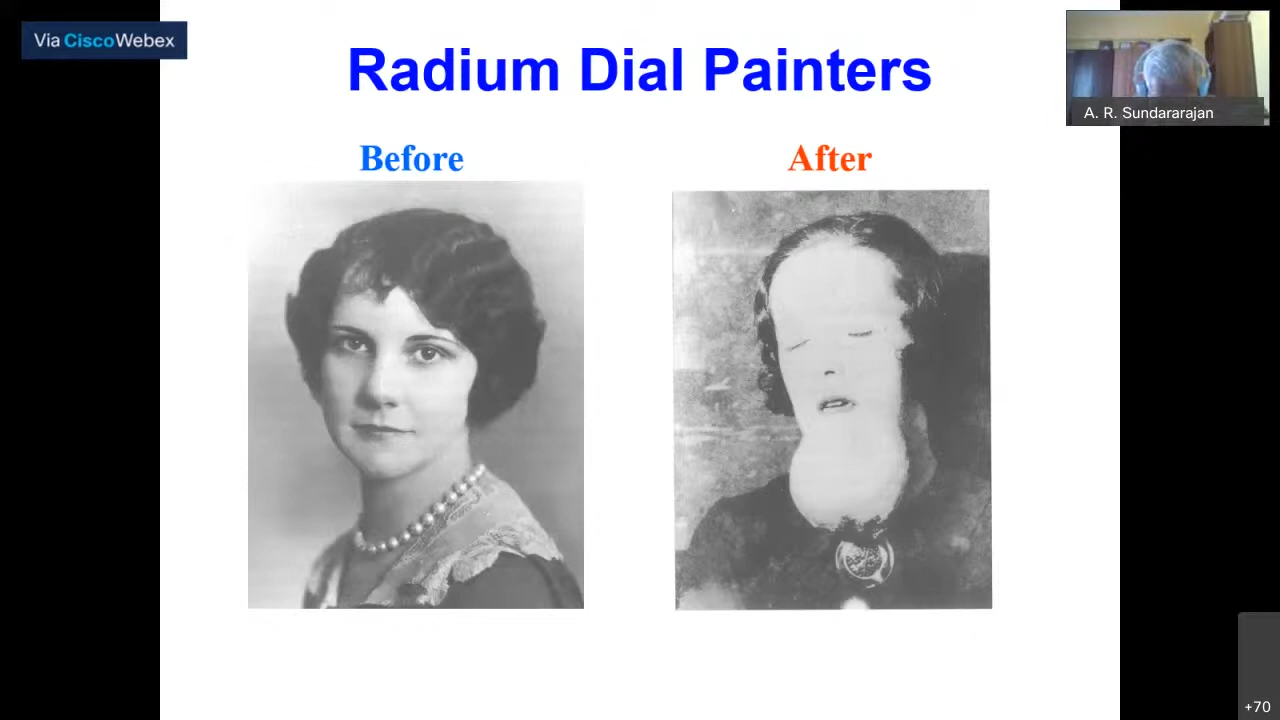 Via CiscoWebex
Radium Dial Painters
A. R. Sundararajan
Before
After
+70